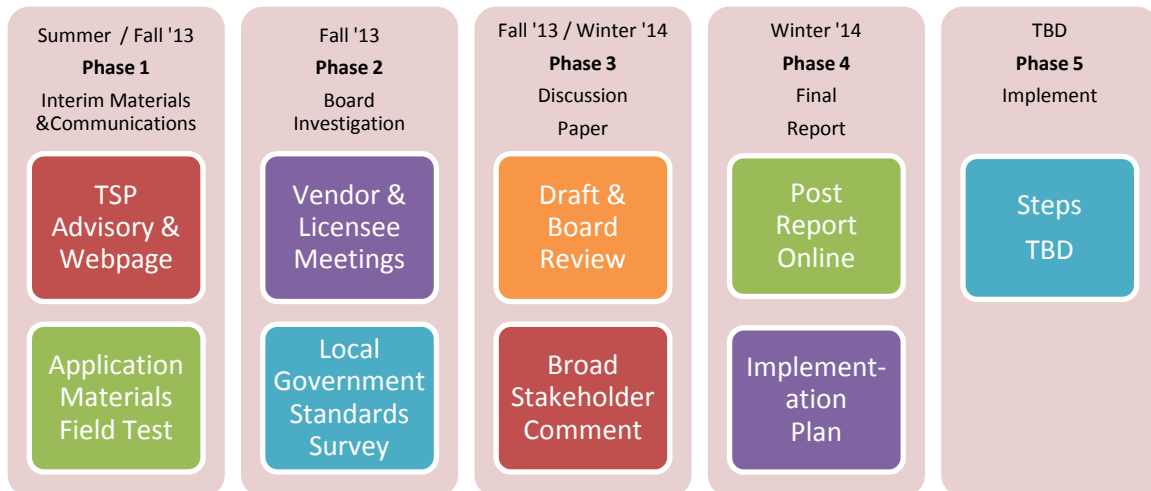 Summer / Fall '13
Phase 1
Interim Materials
&Communications
TSP
Advisory &
Webpage
Application
Materials
Field Test
Fall '13
Phase 2
Board
Investigation
Vendor &
Licensee
Meetings
Local
Government
Standards
Survey
Fall '13 / Winter '14
Phase 3
Discussion
Paper
Draft &
Board
Review
Broad
Stakeholder
Comment
Winter '14
Phase 4
Final
Report
Post
Report
Online
Implement-
ation
Plan
TBD
Phase 5
Implement
Steps
TBD